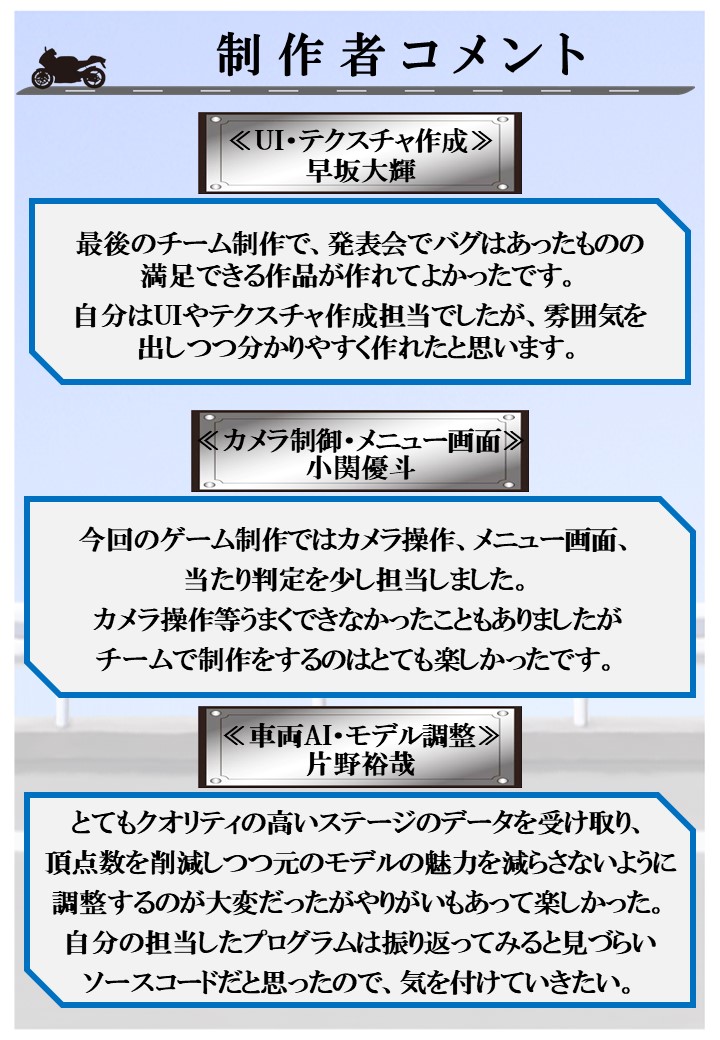 制作者コメント
≪UI・テクスチャ作成≫
早坂大輝
最後のチーム制作で、発表会でバグはあったものの
満足できる作品が作れてよかったです。
自分はUIやテクスチャ作成担当でしたが、雰囲気を
出しつつ分かりやすく作れたと思います。
≪カメラ制御・メニュー画面≫
小関優斗
今回のゲーム制作ではカメラ操作、メニュー画面、
当たり判定を少し担当しました。
カメラ操作等うまくできなかったこともありましたが
チームで制作をするのはとても楽しかったです。
≪車両AI・モデル調整≫
片野裕哉
とてもクオリティの高いステージのデータを受け取り、
頂点数を削減しつつ元のモデルの魅力を減らさないように
調整するのが大変だったがやりがいもあって楽しかった。
自分の担当したプログラムは振り返ってみると見づらい
ソースコードだと思ったので、気を付けていきたい。